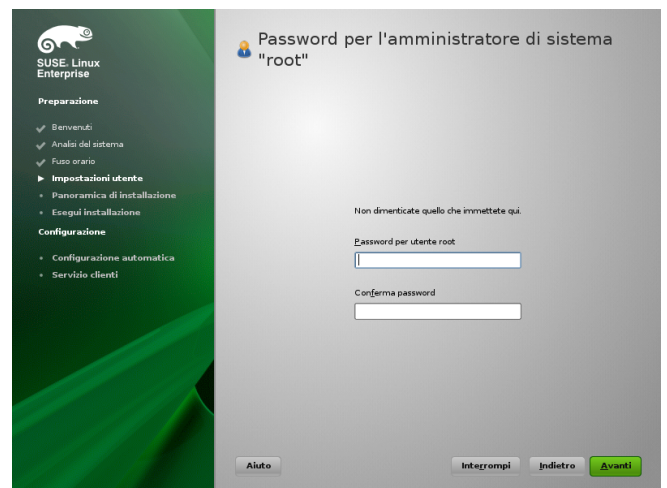 SUSE Linux
Enterprise
Preparazione
Benvenuti
Analisi del sistema
Fuso orario
Impostazioni utente
Panoramica di installazione
Esegui installazione
Configurazione
Configurazione automatica
Servizio clienti
Password per l'amministratore di sistema
"root"
Non dimenticate quello che immettete qui.
Password per utente root
Conferma password
Aiuto
Interrompi
Indietro
Avanti